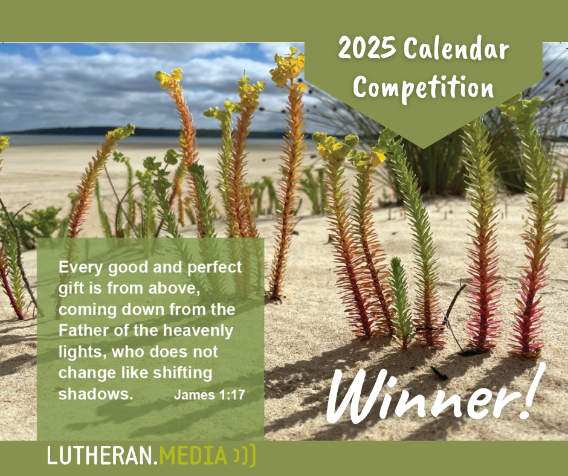 2025 Calendar
Competition
Every good and perfect
gift is from above,
coming down from the
Father of the heavenly
lights, who does not
change like shifting
shadows. James 1:17
Winner!
LUTHERAN.MEDIA